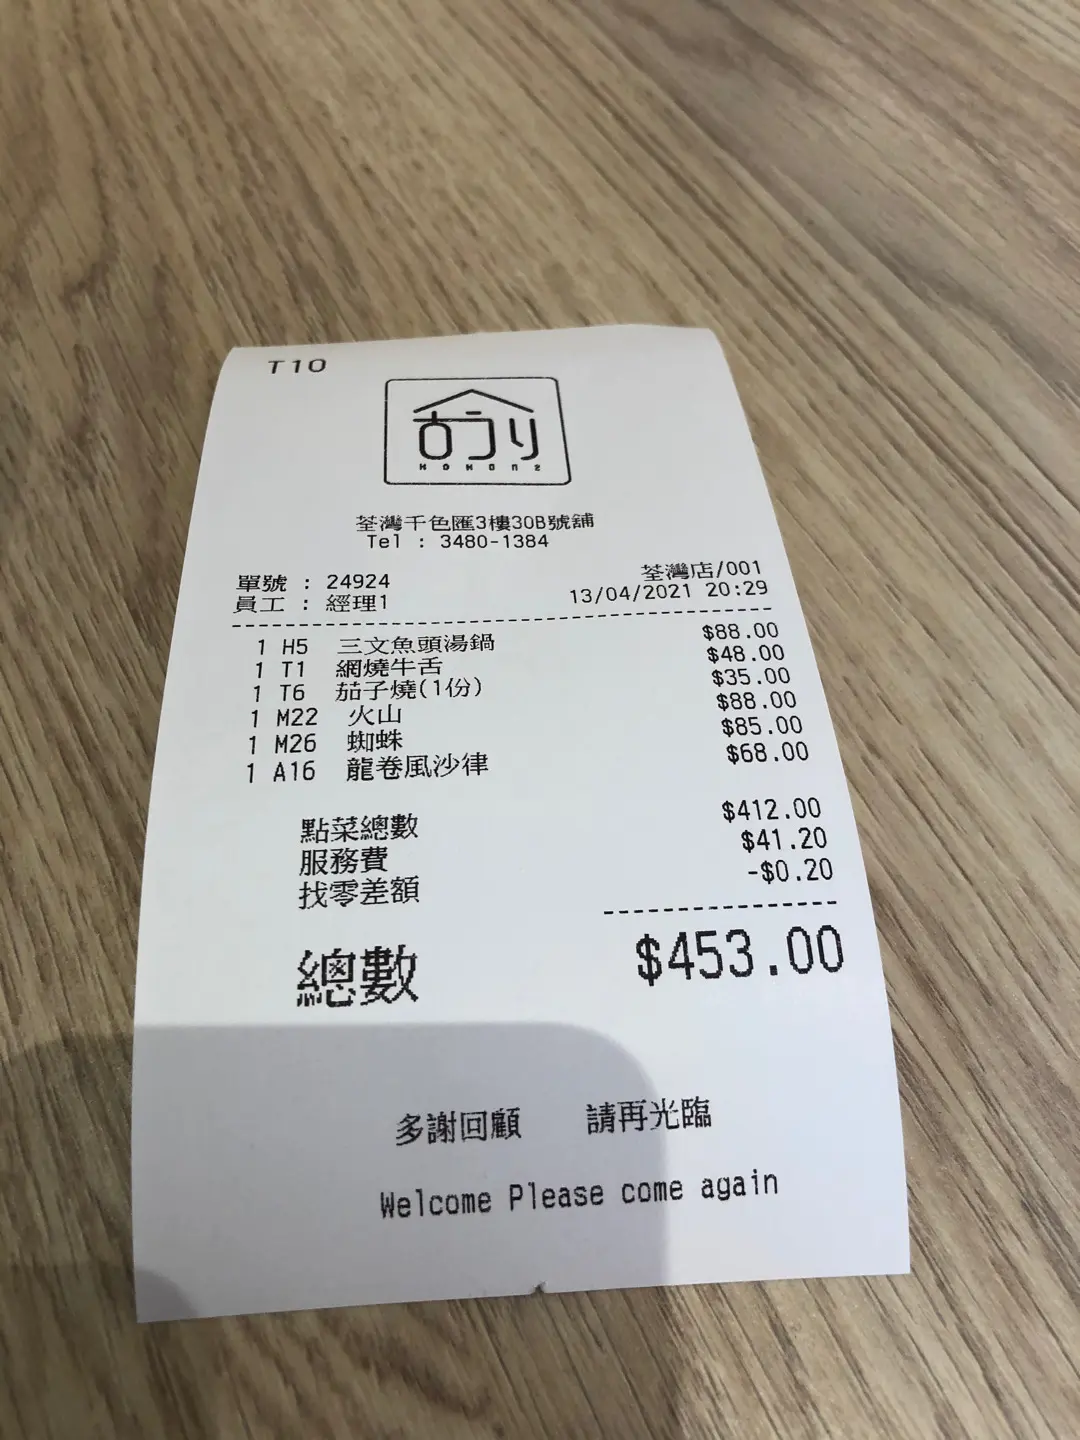 T10
古うり
荃灣千色匯3樓30B號舖
Tel : 3480-1384
荃灣店/001
單號 : 24924
員工 : 經理1 13/04/2021 20:29
1 H5 三文魚頭湯鍋 $88.00
1 T1 網燒牛舌 $48.00
1 T6 茄子燒(1份) $35.00
1 M22 火山 $88.00
1 M26 蜘蛛 $85.00
1 A16 龍卷風沙律 $68.00
點菜總數 $412.00
服務費 $41.20
找零差額 -$0.20
總數 $453.00
多謝回顧 請再光臨
Welcome Please come again